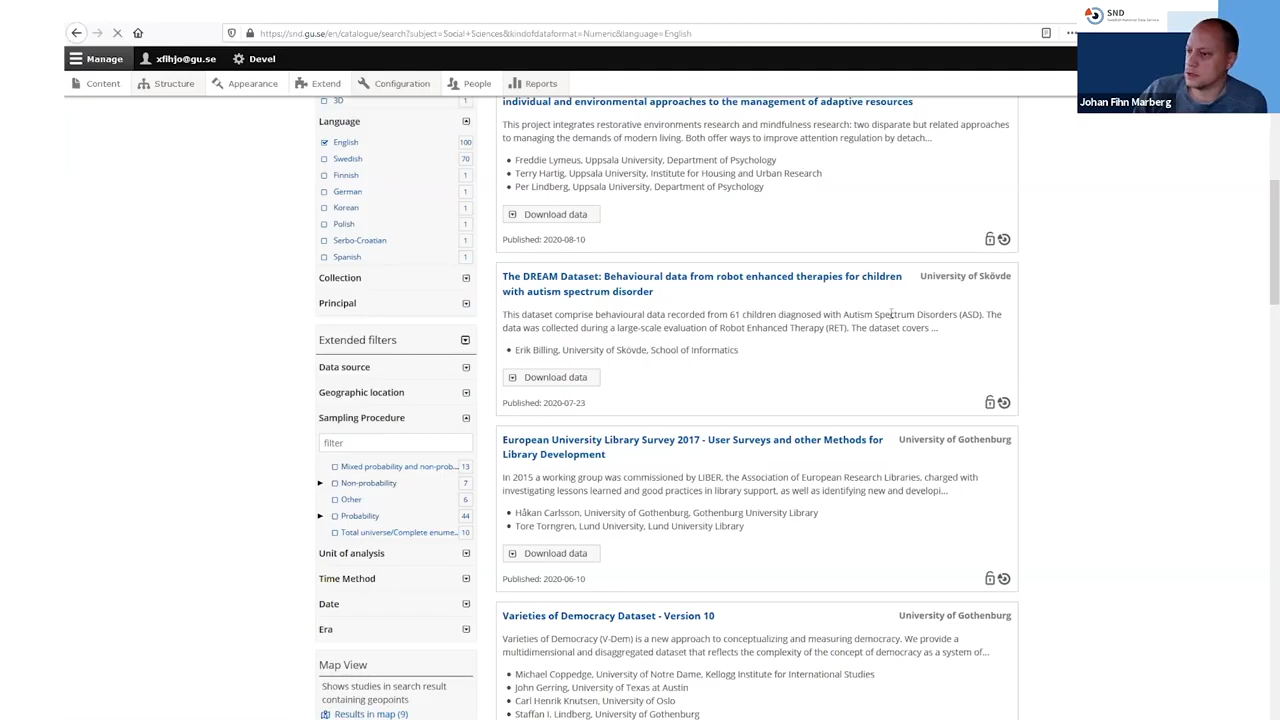 https://snd.gu.se/en/catalogue/search?subject=Social+Sciences&kindofdataformat=Numeric&language=English
SND
Swedish National Data Service
Manage
xfihjo@gu.se
Devel
Content
Structure
Appearance
Extend
Configuration
People
Reports
Johan Fihn Marberg
3D 1
Language
English 100
Swedish 70
Finnish 1
German 1
Korean 1
Polish 1
Serbo-Croatian 1
Spanish 1
Collection
Principal
Extended filters
Data source
Geographic location
Sampling Procedure
filter
Mixed probability and non-prob... 13
Non-probability 7
Other 6
Probability 44
Total universe/Complete enume... 10
Unit of analysis
Time Method
Date
Era
Map View
Shows studies in search result
containing geopoints
Results in map (9)
individual and environmental approaches to the management of adaptive resources
This project integrates restorative environments research and mindfulness research: two disparate but related approaches
to managing the demands of modern living. Both offer ways to improve attention regulation by detach...
• Freddie Lymeus, Uppsala University, Department of Psychology
• Terry Hartig, Uppsala University, Institute for Housing and Urban Research
• Per Lindberg, Uppsala University, Department of Psychology
Download data
Published: 2020-08-10
The DREAM Dataset: Behavioural data from robot enhanced therapies for children
with autism spectrum disorder
University of Skövde
This dataset comprise behavioural data recorded from 61 children diagnosed with Autism Spectrum Disorders (ASD). The
data was collected during a large-scale evaluation of Robot Enhanced Therapy (RET). The dataset covers ...
• Erik Billing, University of Skövde, School of Informatics
Download data
Published: 2020-07-23
European University Library Survey 2017 - User Surveys and other Methods for
Library Development
University of Gothenburg
In 2015 a working group was commissioned by LIBER, the Association of European Research Libraries, charged with
investigating lessons learned and good practices in library support, as well as identifying new and developi...
• Håkan Carlsson, University of Gothenburg, Gothenburg University Library
• Tore Torngren, Lund University, Lund University Library
Download data
Published: 2020-06-10
Varieties of Democracy Dataset - Version 10
University of Gothenburg
Varieties of Democracy (V-Dem) is a new approach to conceptualizing and measuring democracy. We provide a
multidimensional and disaggregated dataset that reflects the complexity of the concept of democracy as a system of...
• Michael Coppedge, University of Notre Dame, Kellogg Institute for International Studies
• John Gerring, University of Texas at Austin
• Carl Henrik Knutsen, University of Oslo
• Staffan I. Lindberg, University of Gothenburg